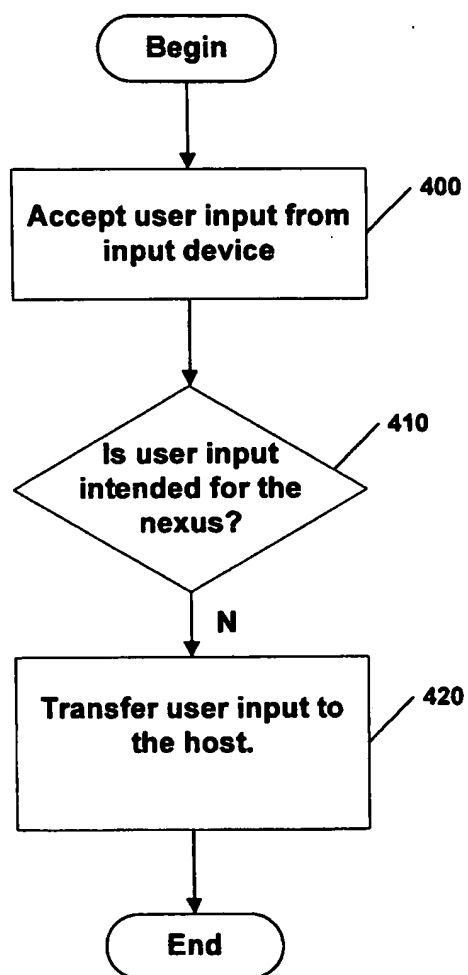 Begin
400
Accept user input from
input device
410
Is user input
intended for the
nexus?
N
420
Transfer user input to
the host.
End